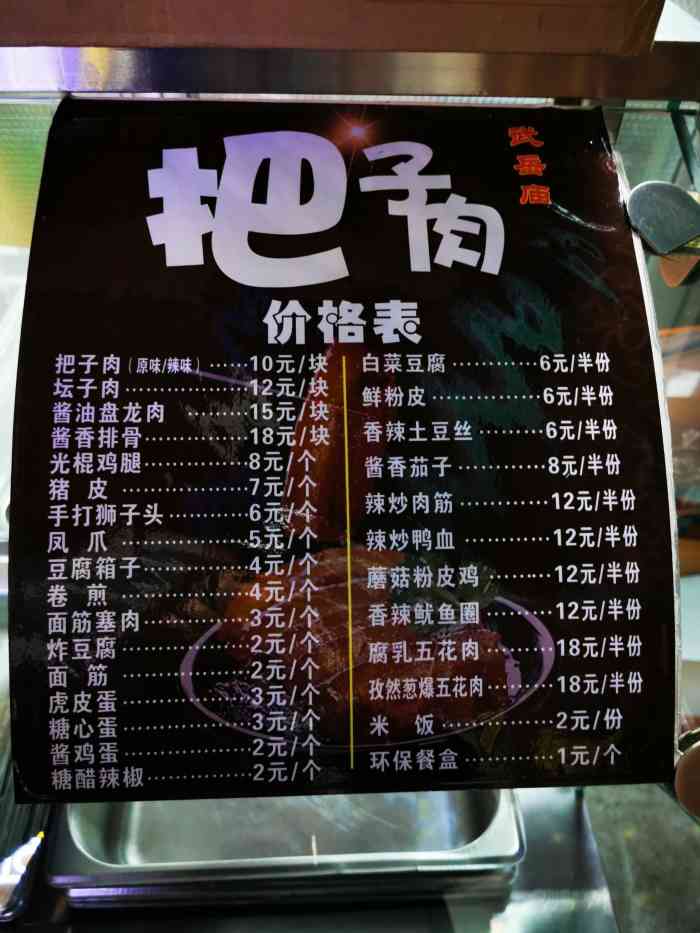 把子肉
武岳庙
价格表
把子肉（原味/辣味）······10元/块
坛子肉···············12元/块
酱油盘龙肉 ·········15元/块
酱香排骨···············18元/块
光棍鸡腿···············8元/个
猪 皮 ···············7元/个
手打狮子头············6元/个
凤 爪 ···············5元/个
豆腐箱子···············4元/个
卷 煎 ···············4元/个
面筋塞肉···············3元/个
炸豆腐···············2元/个
面 筋 ···············2元/个
虎皮蛋···············3元/个
糖心蛋···············3元/个
酱鸡蛋···············2元/个
糖醋辣椒···············2元/个
白菜豆腐············6元/半份
鲜粉皮···············6元/半份
香辣土豆丝·········6元/半份
酱香茄子············8元/半份
辣炒肉筋············12元/半份
辣炒鸭血············12元/半份
蘑菇粉皮鸡·········12元/半份
香辣鱿鱼圈·········12元/半份
腐乳五花肉·········18元/半份
孜然葱爆五花肉······18元/半份
米 饭···············2元/份
环保餐盒············1元/个